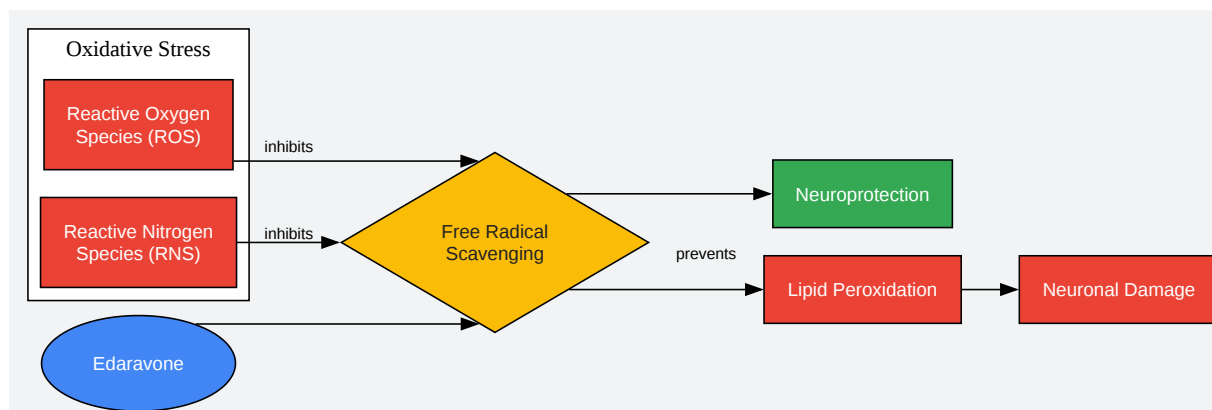 Oxidative Stress
Reactive Oxygen
Species (ROS)
inhibits
Reactive Nitrogen
Species (RNS)
inhibits
Edaravone
Free Radical
Scavenging
Neuroprotection
prevents
Lipid Peroxidation
Neuronal Damage